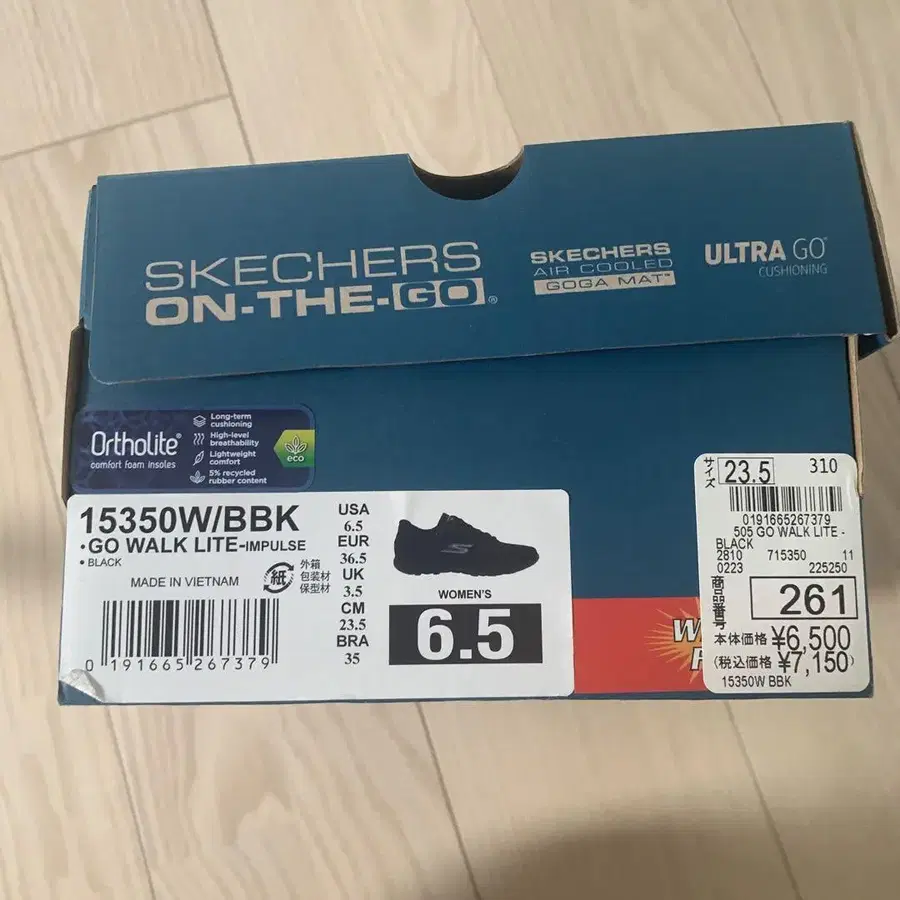 SKECHERS
ON-THE-GO®
SKECHERS
AIR COOLED
GOGA MAT™
ULTRA GO®
CUSHIONING
Ortholite®
comfort foam insoles
Long-term
cushioning
High-level
breathability
Lightweight
comfort
5% recycled
rubber content
eco
15350W/BBK
•GO WALK LITE-IMPULSE
• BLACK
MADE IN VIETNAM
紙
外箱
包装材
保型材
0 191665 267379
USA
6.5
EUR
36.5
UK
3.5
CM
23.5
BRA
35
WOMEN'S
6.5
サイズ
23.5
310
0191665267379
505 GO WALK LITE -
BLACK
2810 715350 11
0223 225250
商品番号
261
本体価格 ¥6,500
(税込価格 ¥7,150)
15350W BBK